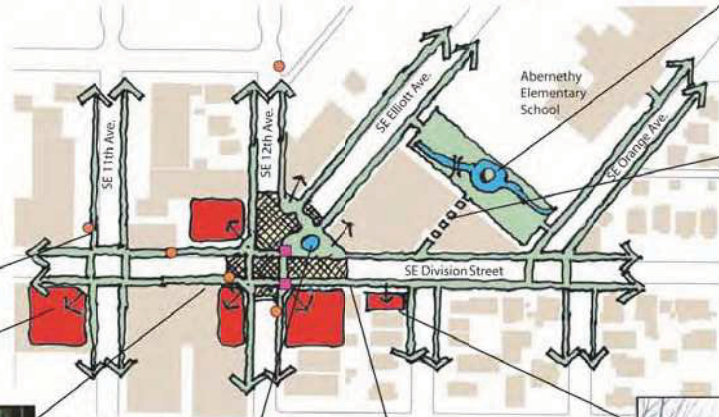 SE 11th Ave.
SE 12th Ave.
SE Elliott Ave.
Abernethy
Elementary
School
SE Orange Ave.
SE Division Street